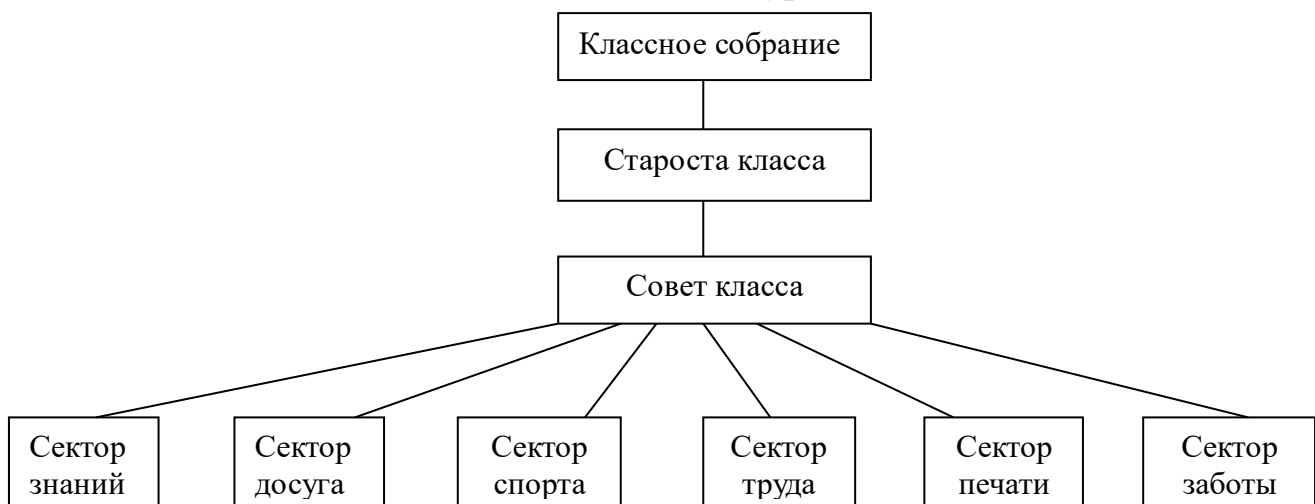 Классное собрание
Староста класса
Совет класса
Сектор знаний
Сектор досуга
Сектор спорта
Сектор труда
Сектор печати
Сектор заботы